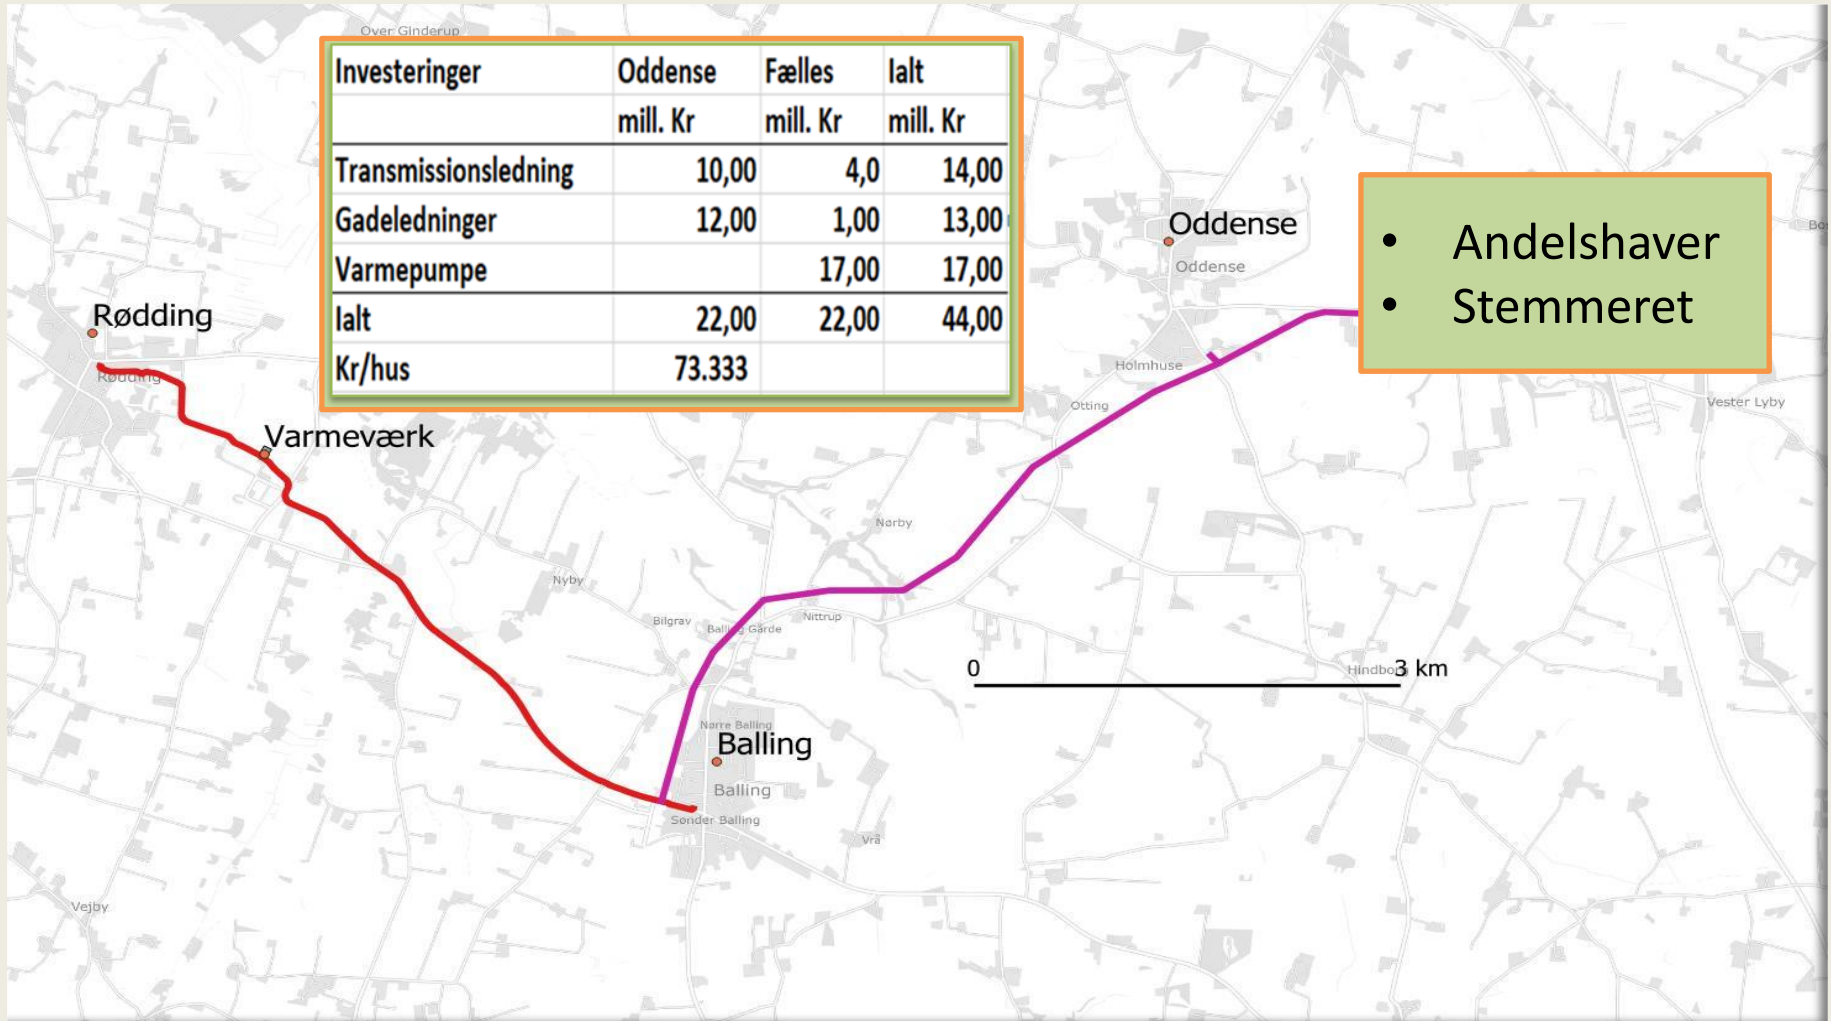 Over Ginderup
Investeringer Oddense Fælles Ialt
mill. Kr mill. Kr mill. Kr
Transmissionsledning 10,00 4,0 14,00
Gadeledninger 12,00 1,00 13,00
Varmepumpe 17,00 17,00
Ialt 22,00 22,00 44,00
Kr/hus 73.333
• Andelshaver
• Stemmeret
Oddense
Oddense
Rødding
Rødding
Holmhuse
Otting
Vester Lyby
Varmeværk
Nørby
Nyby
Bilgrav
Balling Gårde
Nittrup
0 3 km
Hindborg
Nørre Balling
Balling
Balling
Sønder Balling
Vrå
Vejby